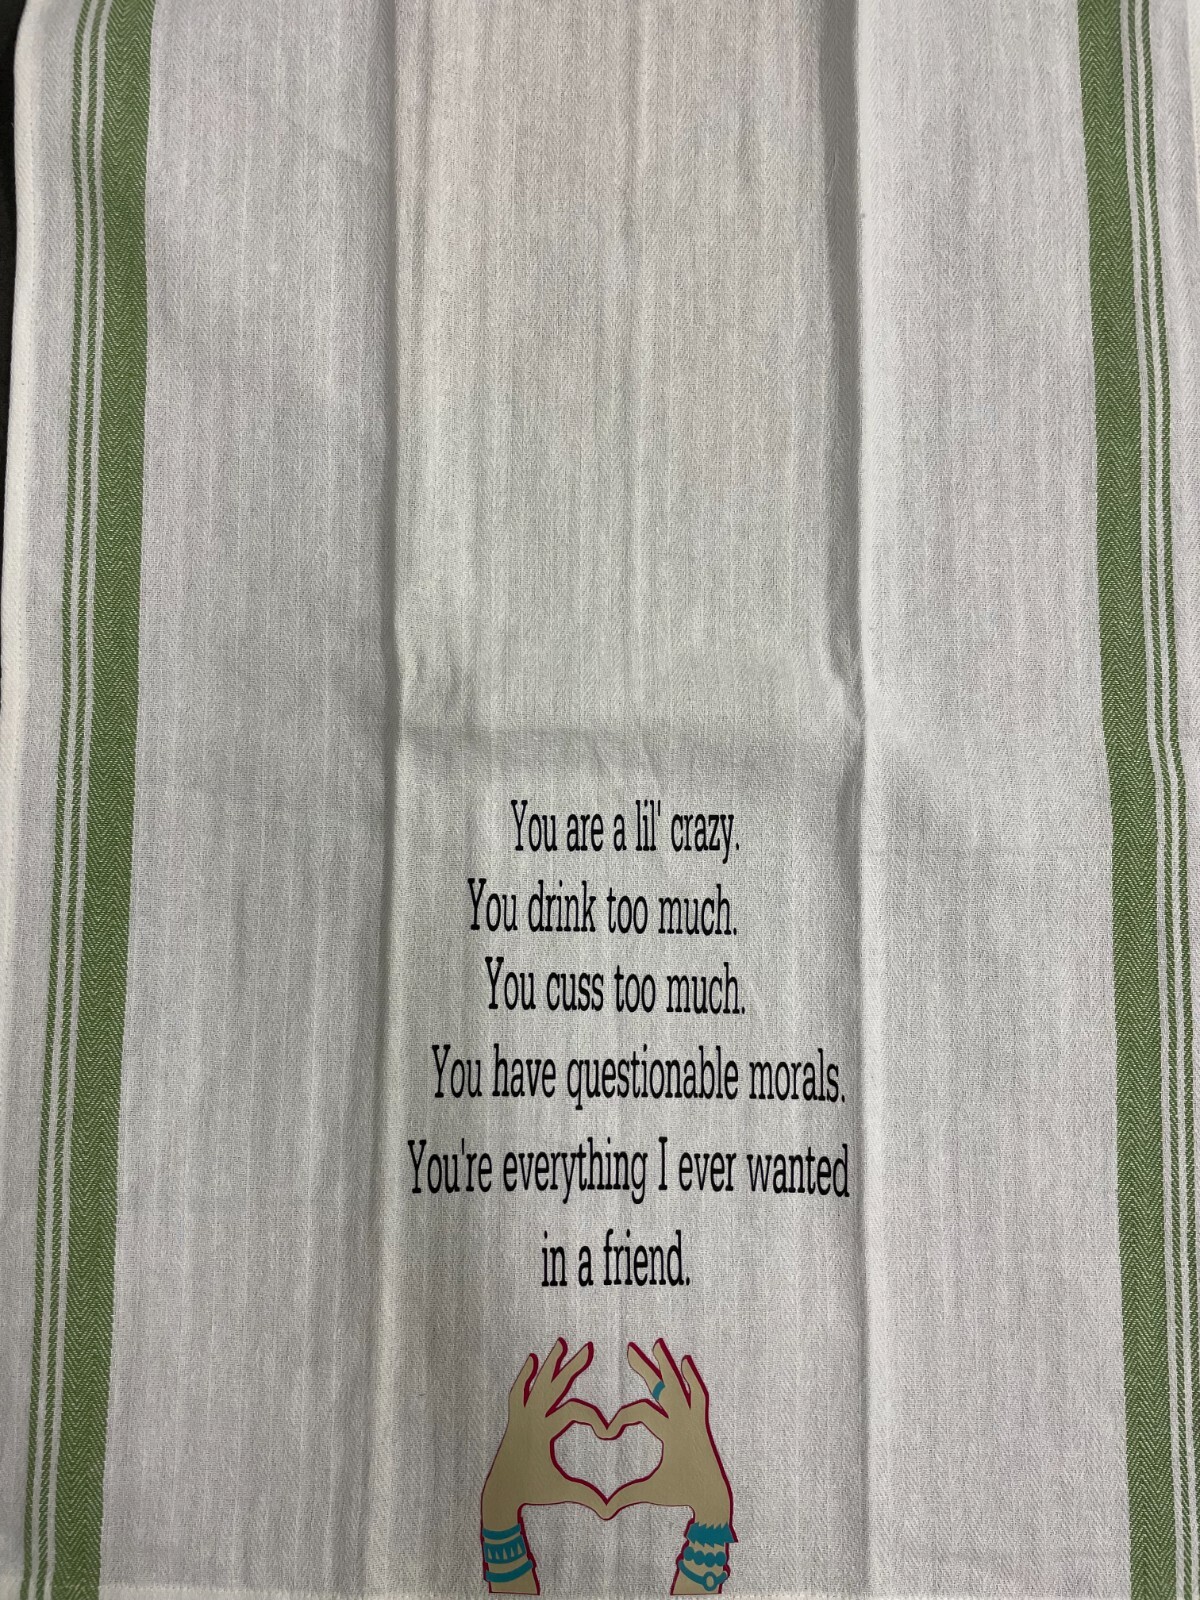 You are a lil' crazy.
You drink too much.
You cuss too much.
You have questionable morals.
You're everything I ever wanted
in a friend.